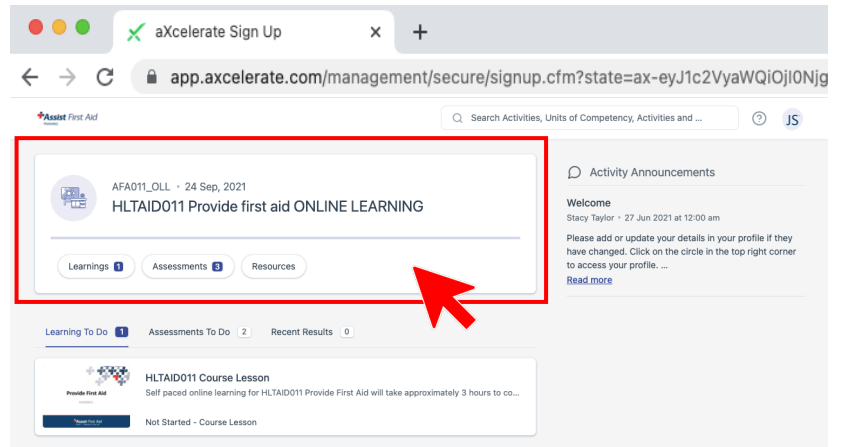 aXcelerate Sign Up
app.axcelerate.com/management/secure/signup.cfm?state=ax-eyJ1c2VyaWQiOjI0Njg
Assist First Aid
Search Activities, Units of Competency, Activities and ...
JS
AFA011_OLL • 24 Sep, 2021
HLTAID011 Provide first aid ONLINE LEARNING
Learnings 1
Assessments 3
Resources
Activity Announcements
Welcome
Stacy Taylor • 27 Jun 2021 at 12:00 am
Please add or update your details in your profile if they
have changed. Click on the circle in the top right corner
to access your profile. ...
Read more
Learning To Do 1
Assessments To Do 2
Recent Results 0
Provide First Aid
Assist First Aid
HLTAID011 Course Lesson
Self paced online learning for HLTAID011 Provide First Aid will take approximately 3 hours to co...
Not Started - Course Lesson